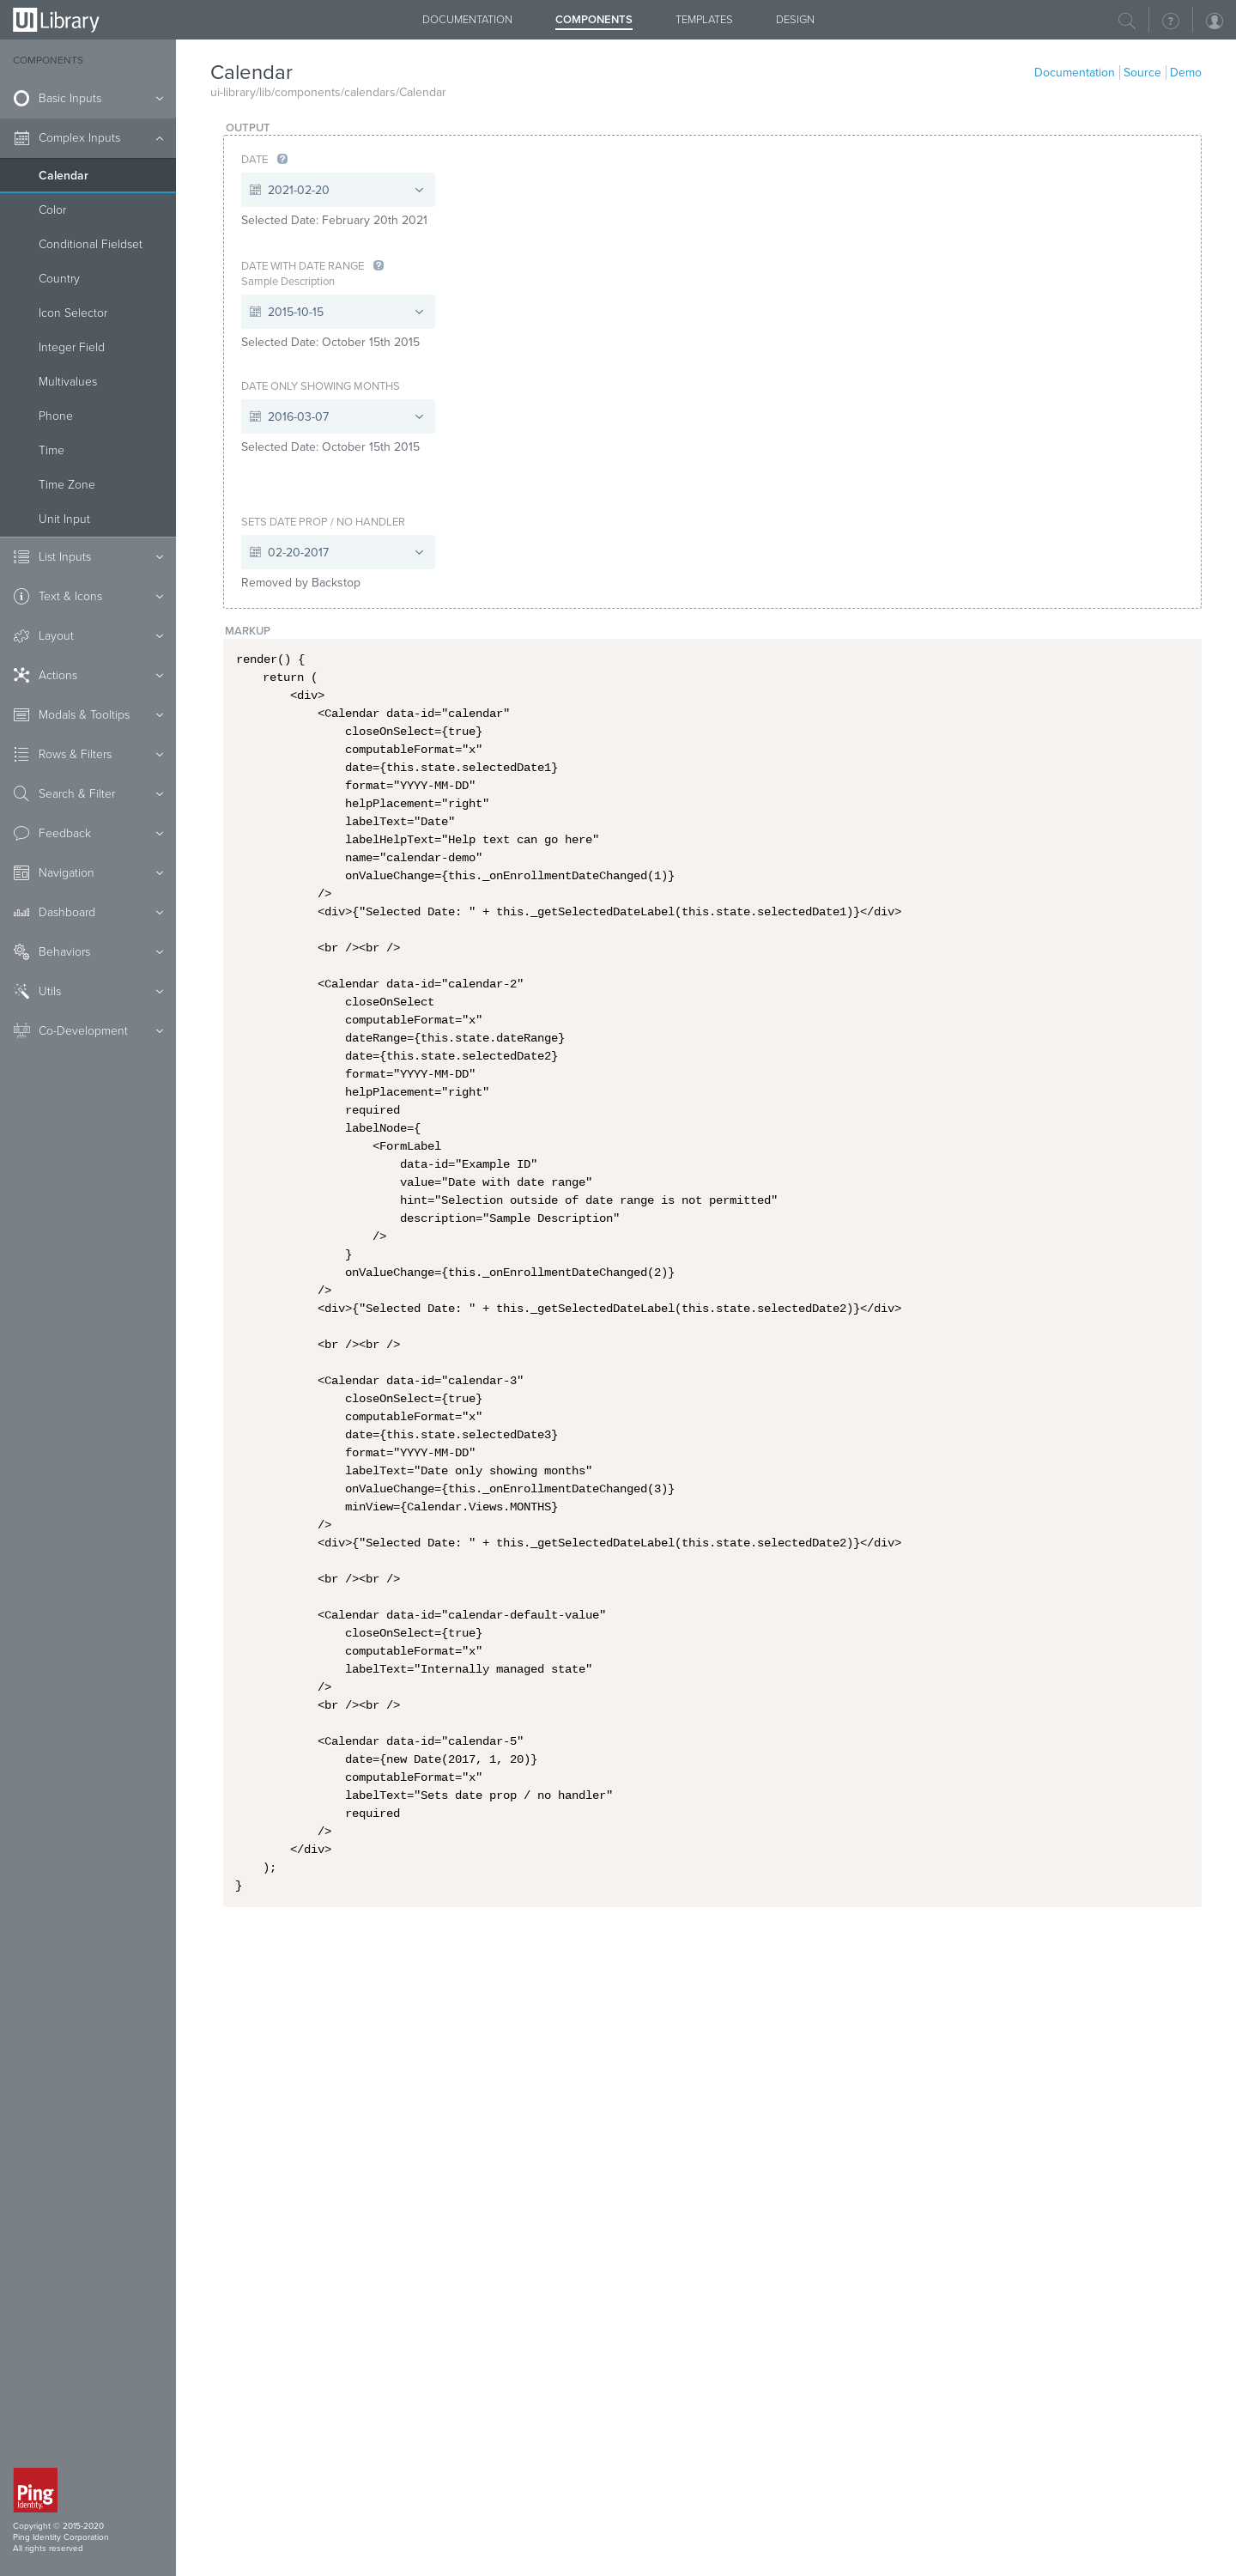 UI Library
DOCUMENTATION
COMPONENTS
TEMPLATES
DESIGN
COMPONENTS
Basic Inputs
Complex Inputs
Calendar
Color
Conditional Fieldset
Country
Icon Selector
Integer Field
Multivalues
Phone
Time
Time Zone
Unit Input
List Inputs
Text & Icons
Layout
Actions
Modals & Tooltips
Rows & Filters
Search & Filter
Feedback
Navigation
Dashboard
Behaviors
Utils
Co-Development
Ping
Identity.
Copyright © 2015-2020
Ping Identity Corporation
All rights reserved
Calendar
Documentation Source Demo
ui-library/lib/components/calendars/Calendar
OUTPUT
DATE ?
2021-02-20
Selected Date: February 20th 2021
DATE WITH DATE RANGE ?
Sample Description
2015-10-15
Selected Date: October 15th 2015
DATE ONLY SHOWING MONTHS
2016-03-07
Selected Date: October 15th 2015
SETS DATE PROP / NO HANDLER
02-20-2017
Removed by Backstop
MARKUP
render() {
    return (
        <div>
            <Calendar data-id="calendar"
                closeOnSelect={true}
                computableFormat="x"
                date={this.state.selectedDate1}
                format="YYYY-MM-DD"
                helpPlacement="right"
                labelText="Date"
                labelHelpText="Help text can go here"
                name="calendar-demo"
                onValueChange={this._onEnrollmentDateChanged(1)}
            />
            <div>{"Selected Date: " + this._getSelectedDateLabel(this.state.selectedDate1)}</div>
            <br /><br />
            <Calendar data-id="calendar-2"
                closeOnSelect
                computableFormat="x"
                dateRange={this.state.dateRange}
                date={this.state.selectedDate2}
                format="YYYY-MM-DD"
                helpPlacement="right"
                required
                labelNode={
                    <FormLabel
                        data-id="Example ID"
                        value="Date with date range"
                        hint="Selection outside of date range is not permitted"
                        description="Sample Description"
                    />
                }
                onValueChange={this._onEnrollmentDateChanged(2)}
            />
            <div>{"Selected Date: " + this._getSelectedDateLabel(this.state.selectedDate2)}</div>
            <br /><br />
            <Calendar data-id="calendar-3"
                closeOnSelect={true}
                computableFormat="x"
                date={this.state.selectedDate3}
                format="YYYY-MM-DD"
                labelText="Date only showing months"
                onValueChange={this._onEnrollmentDateChanged(3)}
                minView={Calendar.Views.MONTHS}
            />
            <div>{"Selected Date: " + this._getSelectedDateLabel(this.state.selectedDate2)}</div>
            <br /><br />
            <Calendar data-id="calendar-default-value"
                closeOnSelect={true}
                computableFormat="x"
                labelText="Internally managed state"
            />
            <br /><br />
            <Calendar data-id="calendar-5"
                date={new Date(2017, 1, 20)}
                computableFormat="x"
                labelText="Sets date prop / no handler"
                required
            />
        </div>
    );
}